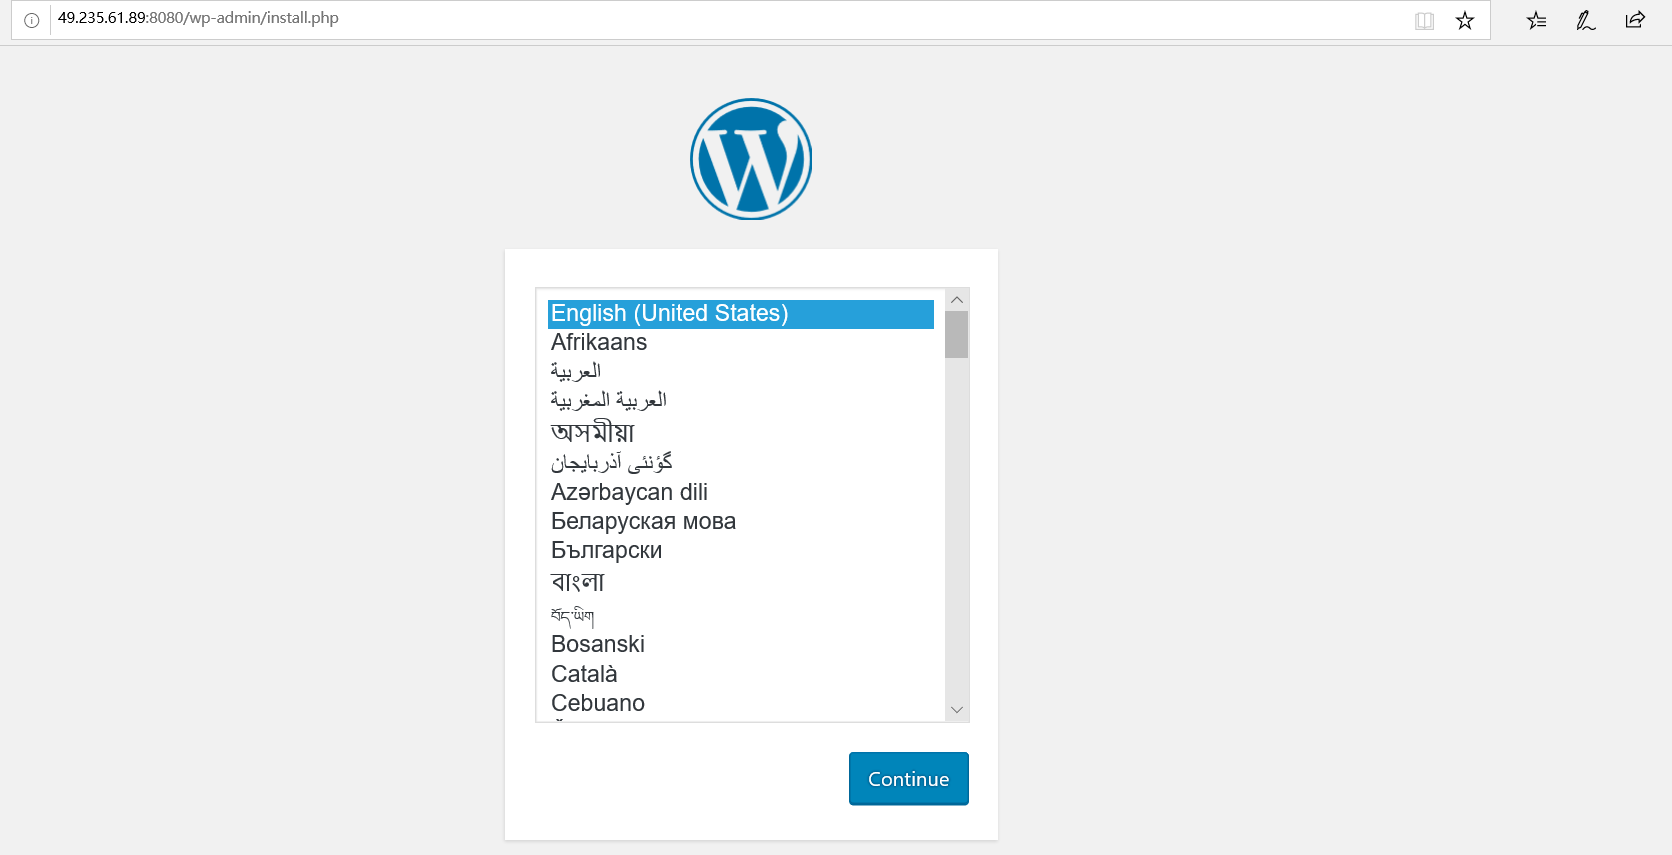 49.235.61.89:8080/wp-admin/install.php
English (United States)
Afrikaans
العربية
العربية المغربية
অসমীয়া
گؤنئی آذربایجان
Azərbaycan dili
Беларуская мова
Български
বাংলা
བོད་ཡིག
Bosanski
Català
Cebuano
Continue